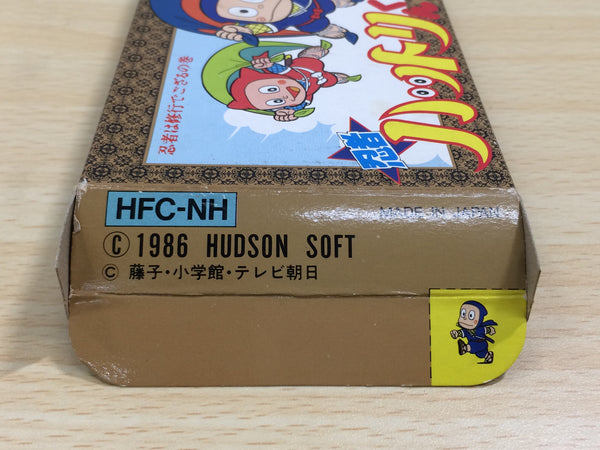 忍者は修行でござるの巻
忍者
ハットリくん
HFC-NH
MADE IN JAPAN
© 1986 HUDSON SOFT
© 藤子・小学館・テレビ朝日